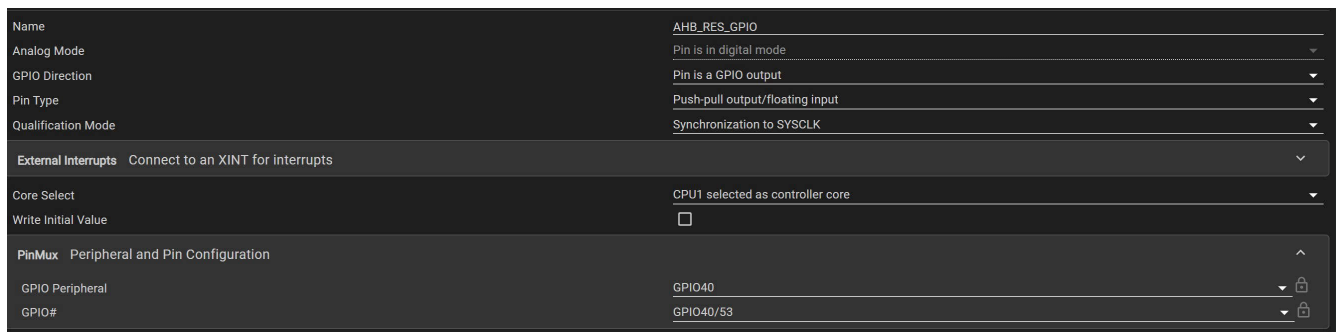 Name AHB_RES_GPIO
Analog Mode Pin is in digital mode
GPIO Direction Pin is a GPIO output
Pin Type Push-pull output/floating input
Qualification Mode Synchronization to SYSCLK
External Interrupts Connect to an XINT for interrupts
Core Select CPU1 selected as controller core
Write Initial Value
PinMux Peripheral and Pin Configuration
GPIO Peripheral GPIO40
GPIO# GPIO40/53